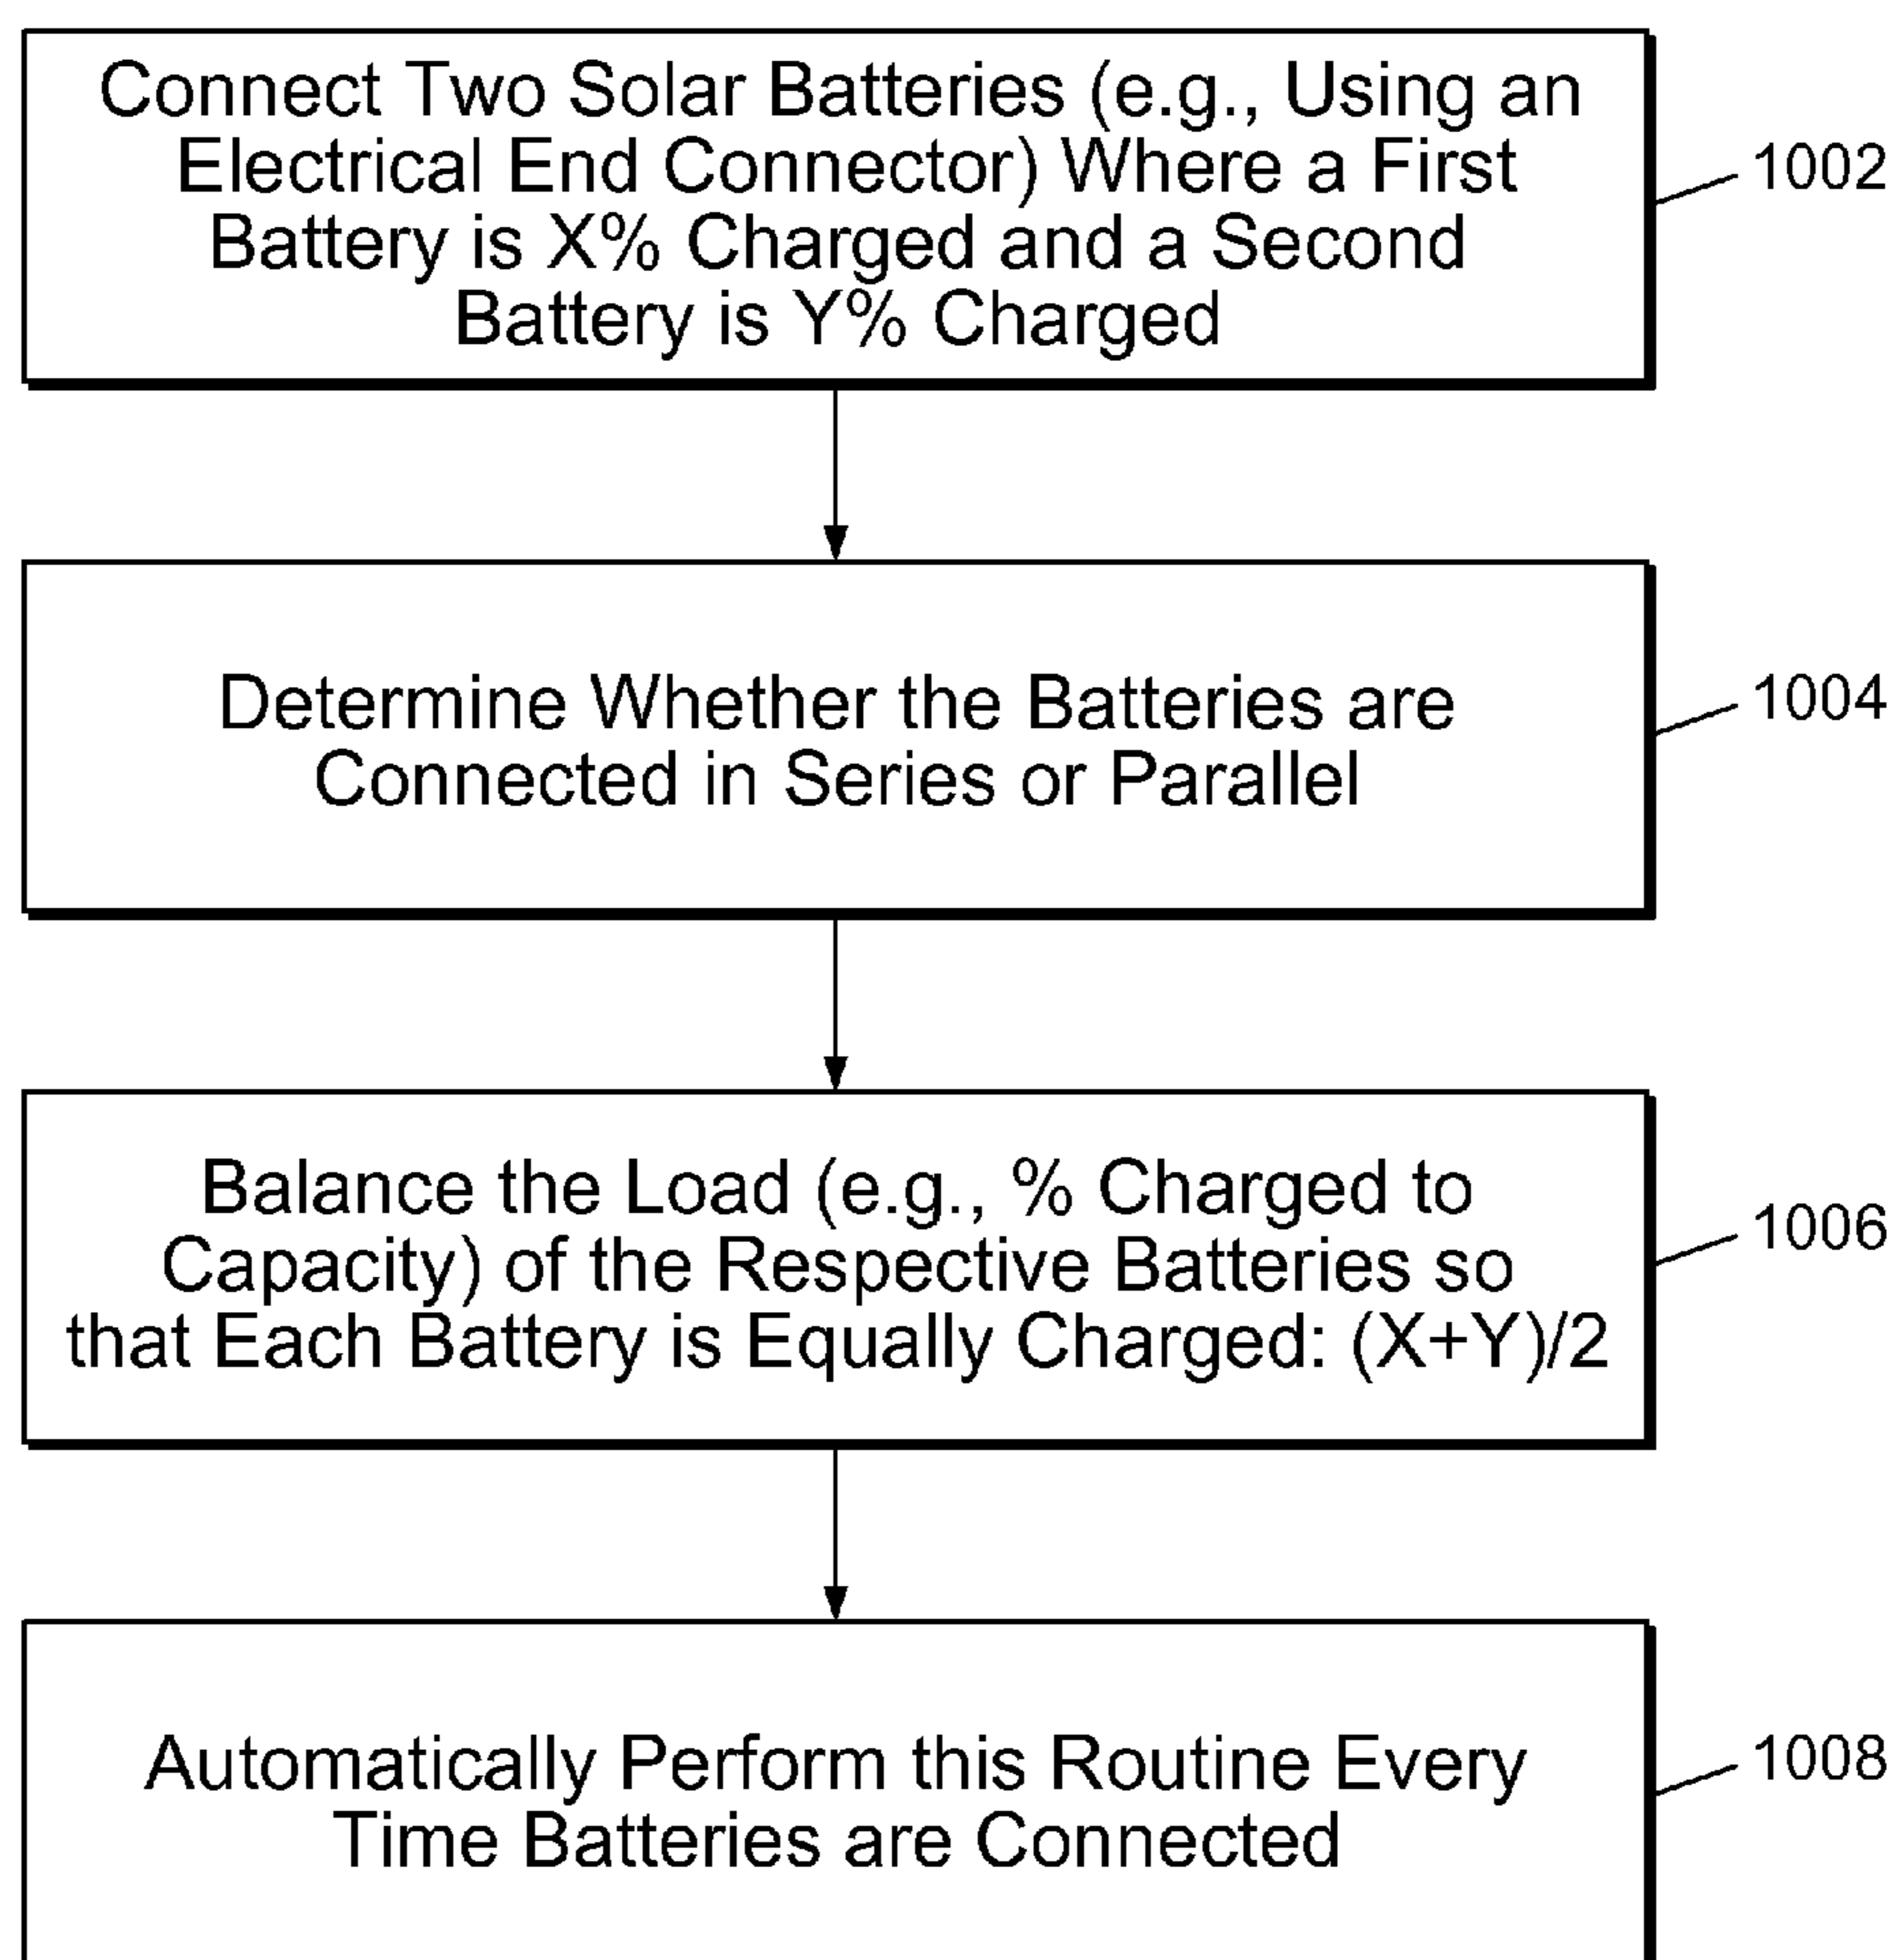 Connect Two Solar Batteries (e.g., Using an
Electrical End Connector) Where a First
Battery is X% Charged and a Second
Battery is Y% Charged
1002
Determine Whether the Batteries are
Connected in Series or Parallel
1004
Balance the Load (e.g., % Charged to
Capacity) of the Respective Batteries so
that Each Battery is Equally Charged: (X+Y)/2
1006
Automatically Perform this Routine Every
Time Batteries are Connected
1008